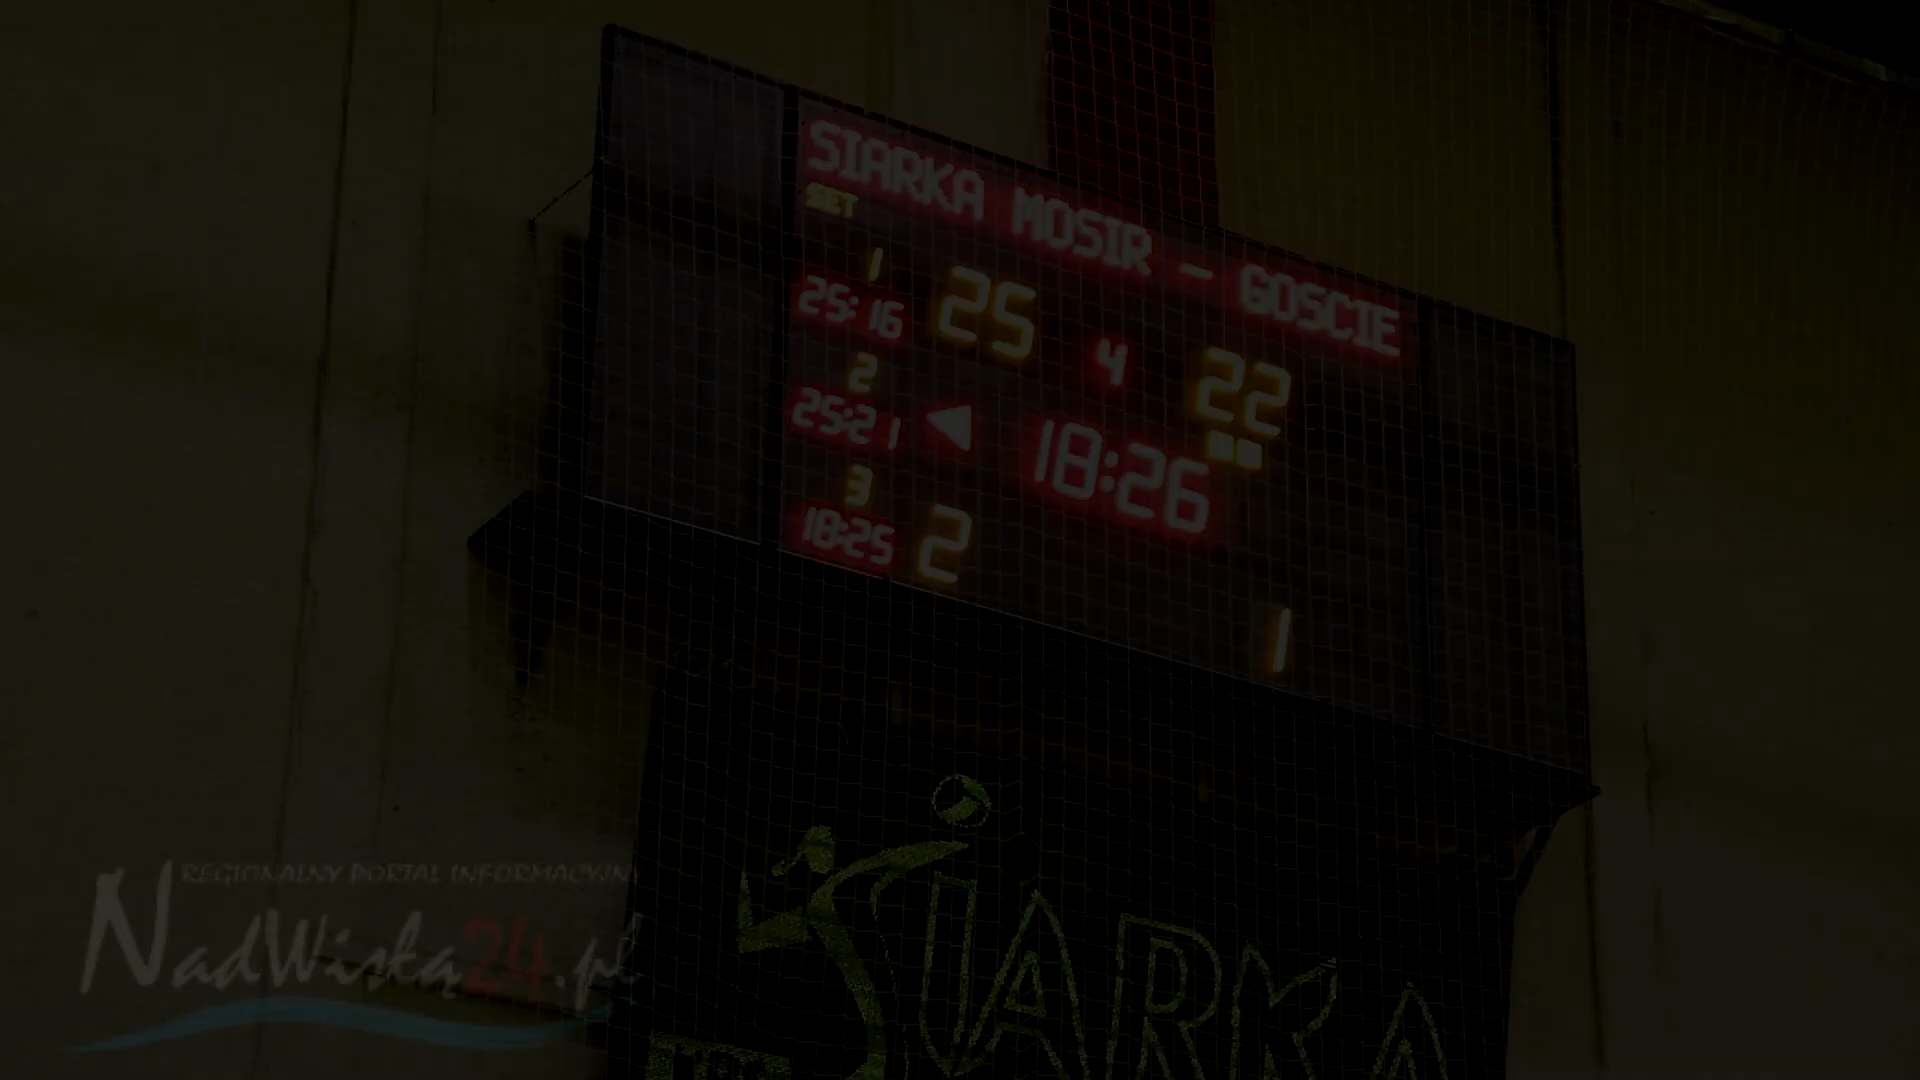 SIARKA MOSIR - GOSCIE
SET
1
25:16
25
4
22
2
25:21
18:26
3
18:25
2
1
REGIONALNY PORTAL INFORMACYJNY
NadWisłą24.pl
SIARKA